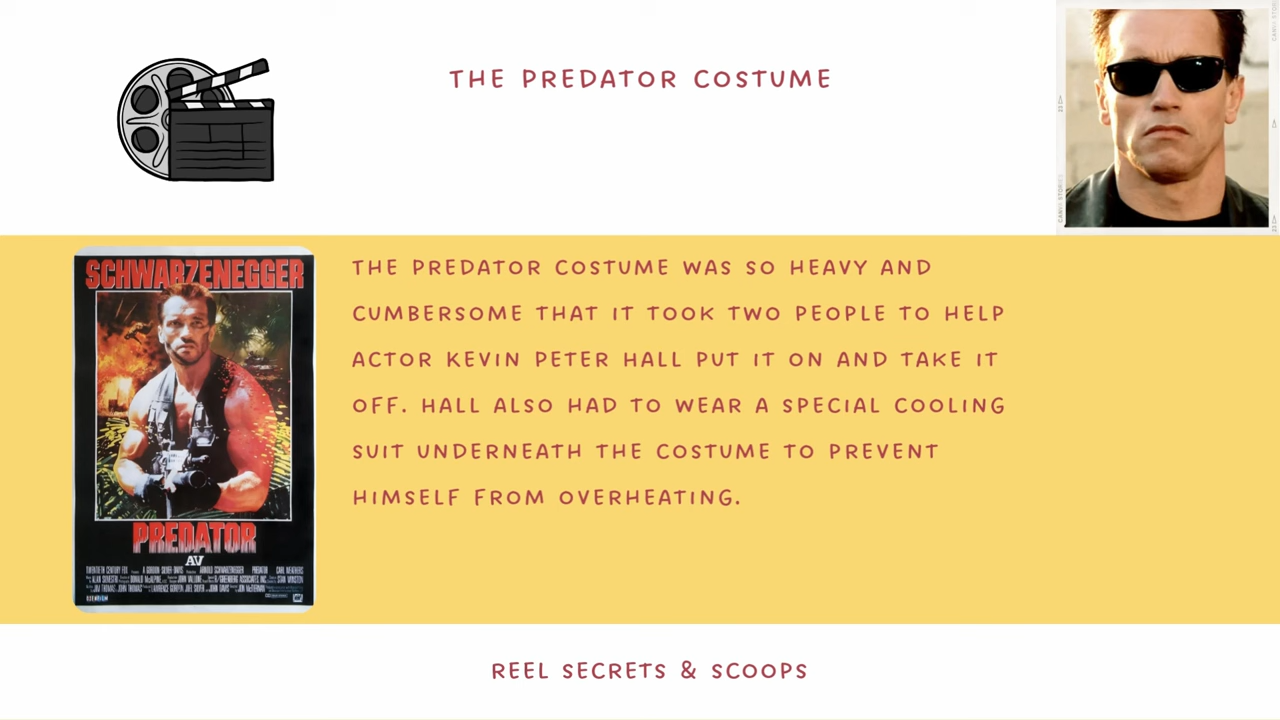 THE PREDATOR COSTUME
SCHWARZENEGGER
THE PREDATOR COSTUME WAS SO HEAVY AND
CUMBERSOME THAT IT TOOK TWO PEOPLE TO HELP
ACTOR KEVIN PETER HALL PUT IT ON AND TAKE IT
OFF. HALL ALSO HAD TO WEAR A SPECIAL COOLING
SUIT UNDERNEATH THE COSTUME TO PREVENT
HIMSELF FROM OVERHEATING.
PREDATOR
AV
REEL SECRETS & SCOOPS